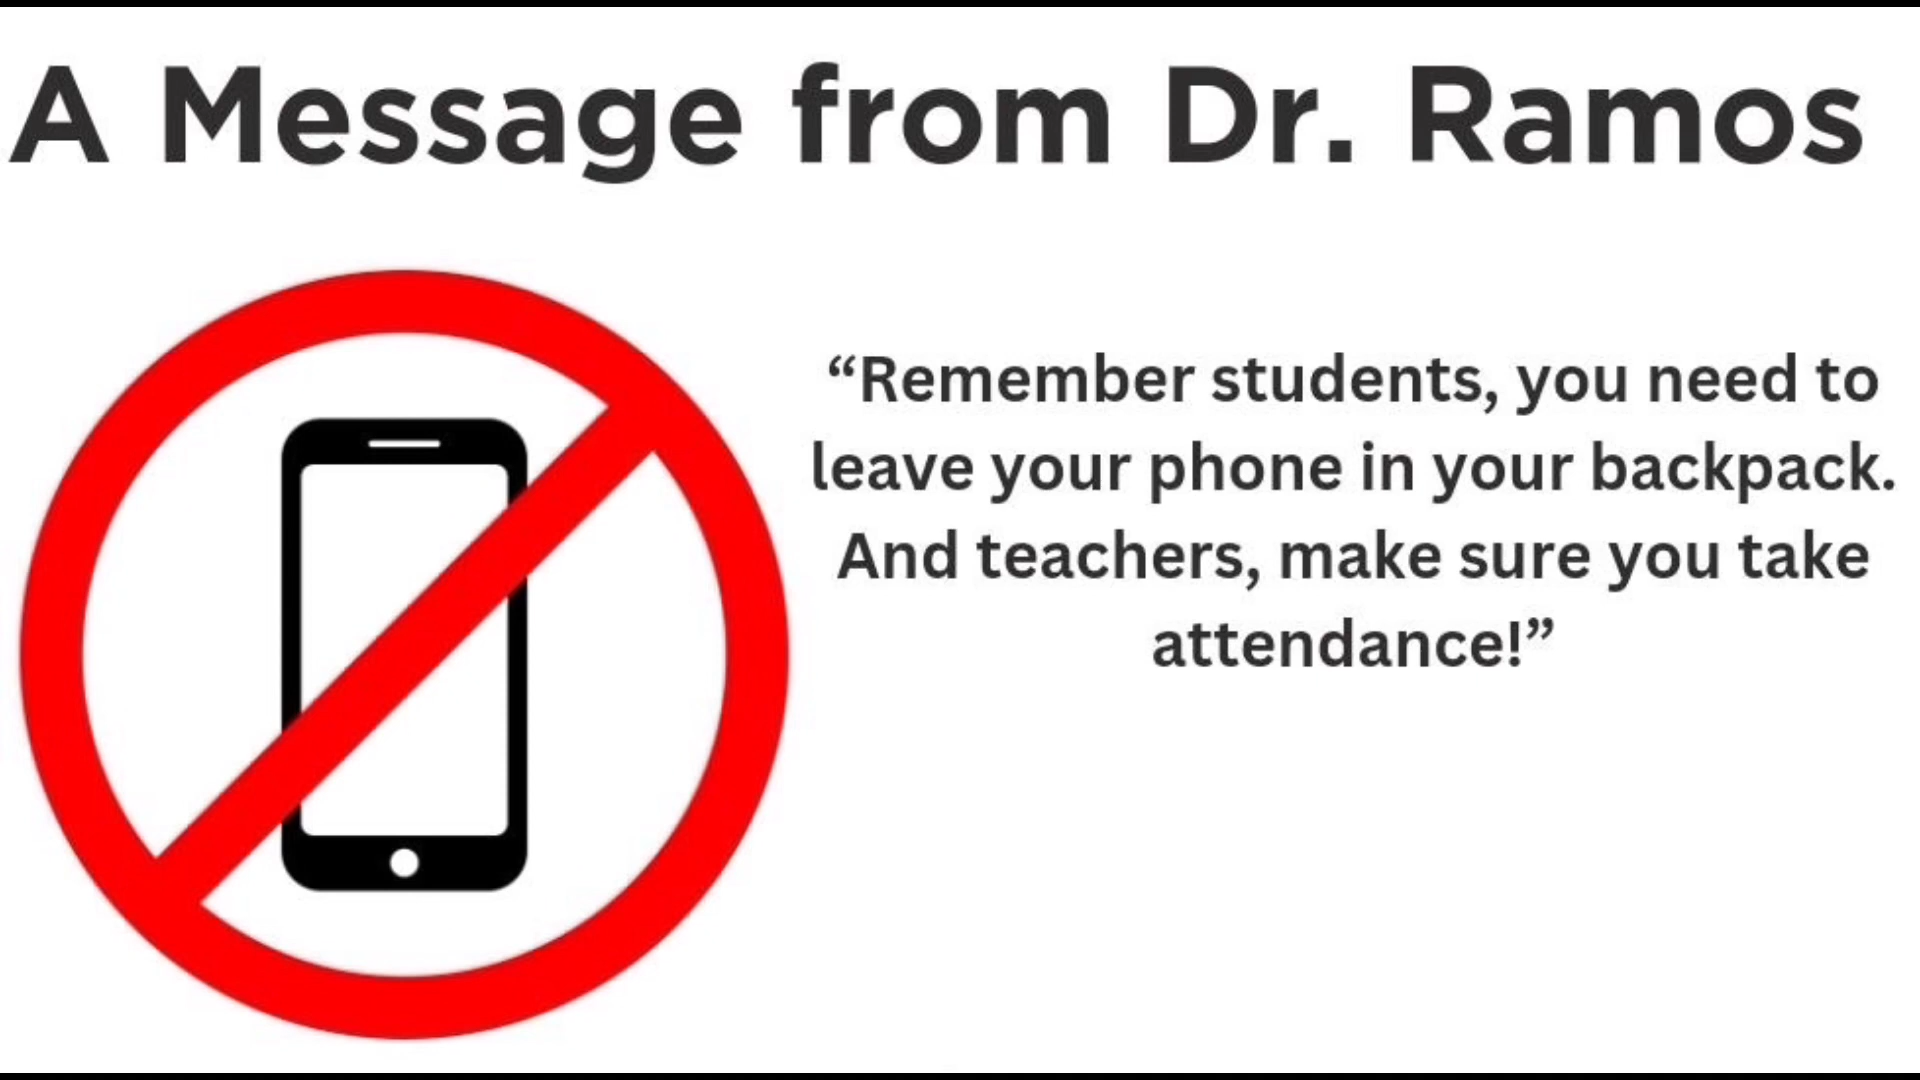 A Message from Dr. Ramos
“Remember students, you need to
leave your phone in your backpack.
And teachers, make sure you take
attendance!”